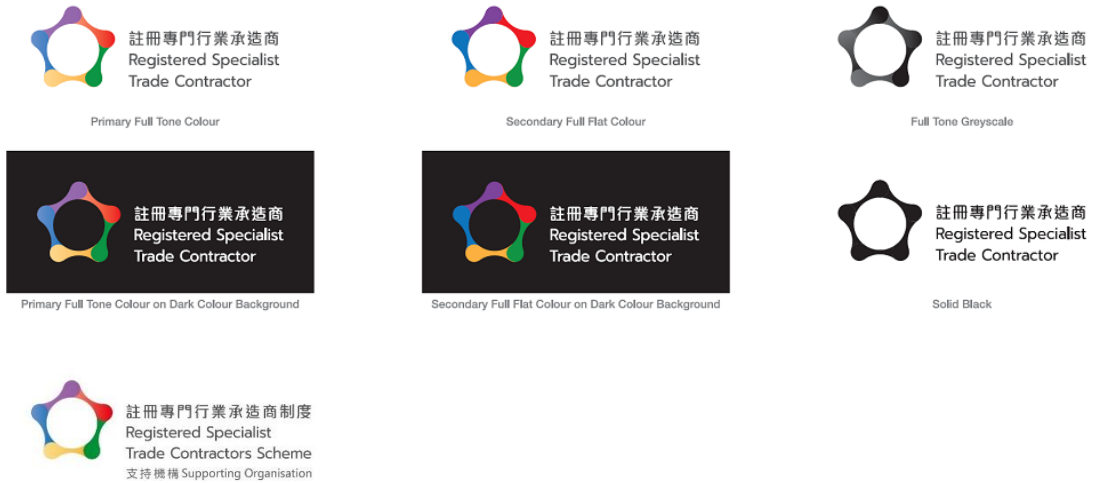 註冊專門行業承造商
Registered Specialist
Trade Contractor
Primary Full Tone Colour
註冊專門行業承造商
Registered Specialist
Trade Contractor
Secondary Full Flat Colour
註冊專門行業承造商
Registered Specialist
Trade Contractor
Full Tone Greyscale
註冊專門行業承造商
Registered Specialist
Trade Contractor
Primary Full Tone Colour on Dark Colour Background
註冊專門行業承造商
Registered Specialist
Trade Contractor
Secondary Full Flat Colour on Dark Colour Background
註冊專門行業承造商
Registered Specialist
Trade Contractor
Solid Black
註冊專門行業承造商制度
Registered Specialist
Trade Contractors Scheme
支持機構 Supporting Organisation